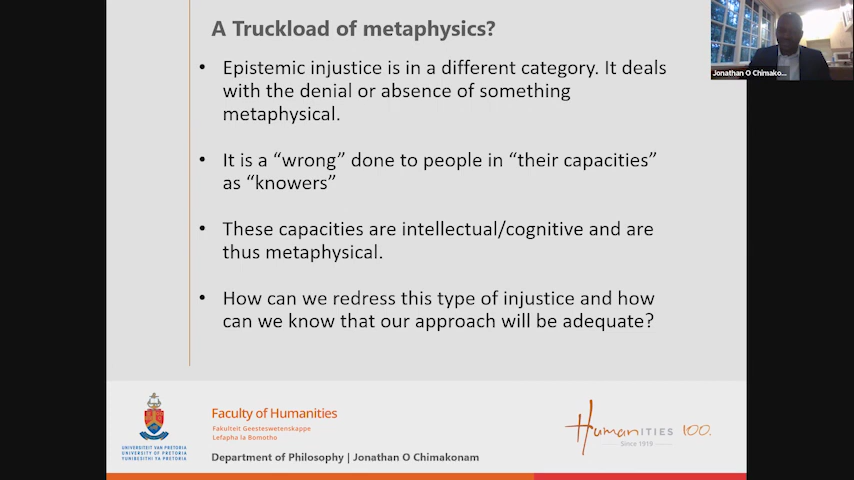 A Truckload of metaphysics?
Jonathan O Chimako...
• Epistemic injustice is in a different category. It deals
with the denial or absence of something
metaphysical.
• It is a “wrong” done to people in “their capacities”
as “knowers”
• These capacities are intellectual/cognitive and are
thus metaphysical.
• How can we redress this type of injustice and how
can we know that our approach will be adequate?
UNIVERSITEIT VAN PRETORIA
UNIVERSITY OF PRETORIA
YUNIBESITHI YA PRETORIA
Faculty of Humanities
Fakulteit Geesteswetenskappe
Lefapha la Bomotho
Department of Philosophy | Jonathan O Chimakonam
Humanities 100.
Since 1919